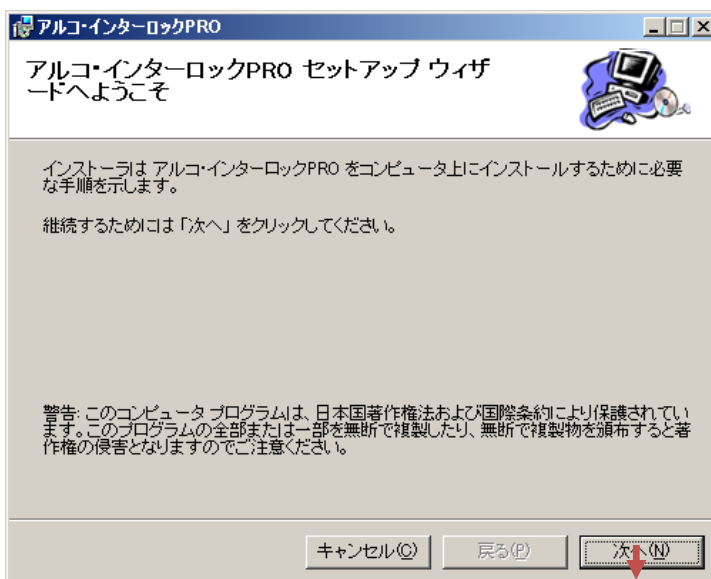 アルコ・インターロックPRO
アルコ・インターロックPRO セットアップ ウィザ
ードへようこそ
インストーラは アルコ・インターロックPRO をコンピュータ上にインストールするために必要
な手順を示します。
継続するためには「次へ」をクリックしてください。
警告: このコンピュータ プログラムは、日本国著作権法および国際条約により保護されてい
ます。このプログラムの全部または一部を無断で複製したり、無断で複製物を頒布すると著
作権の侵害となりますのでご注意ください。
キャンセル(C) 戻る(P) 次へ(N)